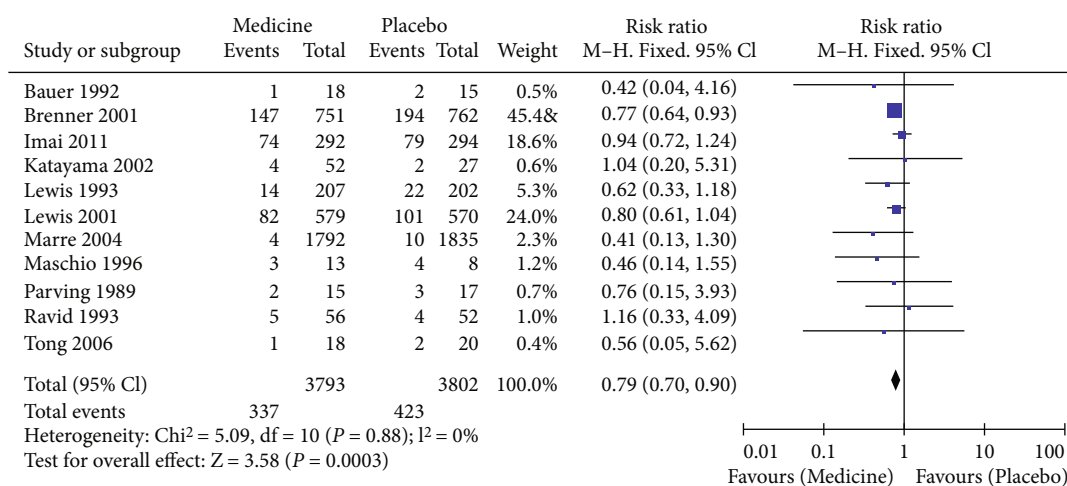 Medicine Placebo Risk ratio Risk ratio
Study or subgroup Events Total Events Total Weight M–H. Fixed. 95% Cl M–H. Fixed. 95% Cl
Bauer 1992 1 18 2 15 0.5% 0.42 (0.04, 4.16)
Brenner 2001 147 751 194 762 45.4& 0.77 (0.64, 0.93)
Imai 2011 74 292 79 294 18.6% 0.94 (0.72, 1.24)
Katayama 2002 4 52 2 27 0.6% 1.04 (0.20, 5.31)
Lewis 1993 14 207 22 202 5.3% 0.62 (0.33, 1.18)
Lewis 2001 82 579 101 570 24.0% 0.80 (0.61, 1.04)
Marre 2004 4 1792 10 1835 2.3% 0.41 (0.13, 1.30)
Maschio 1996 3 13 4 8 1.2% 0.46 (0.14, 1.55)
Parving 1989 2 15 3 17 0.7% 0.76 (0.15, 3.93)
Ravid 1993 5 56 4 52 1.0% 1.16 (0.33, 4.09)
Tong 2006 1 18 2 20 0.4% 0.56 (0.05, 5.62)
Total (95% Cl) 3793 3802 100.0% 0.79 (0.70, 0.90)
Total events 337 423
Heterogeneity: Chi² = 5.09, df = 10 (P = 0.88); l² = 0%
Test for overall effect: Z = 3.58 (P = 0.0003)
0.01 0.1 1 10 100
Favours (Medicine) Favours (Placebo)